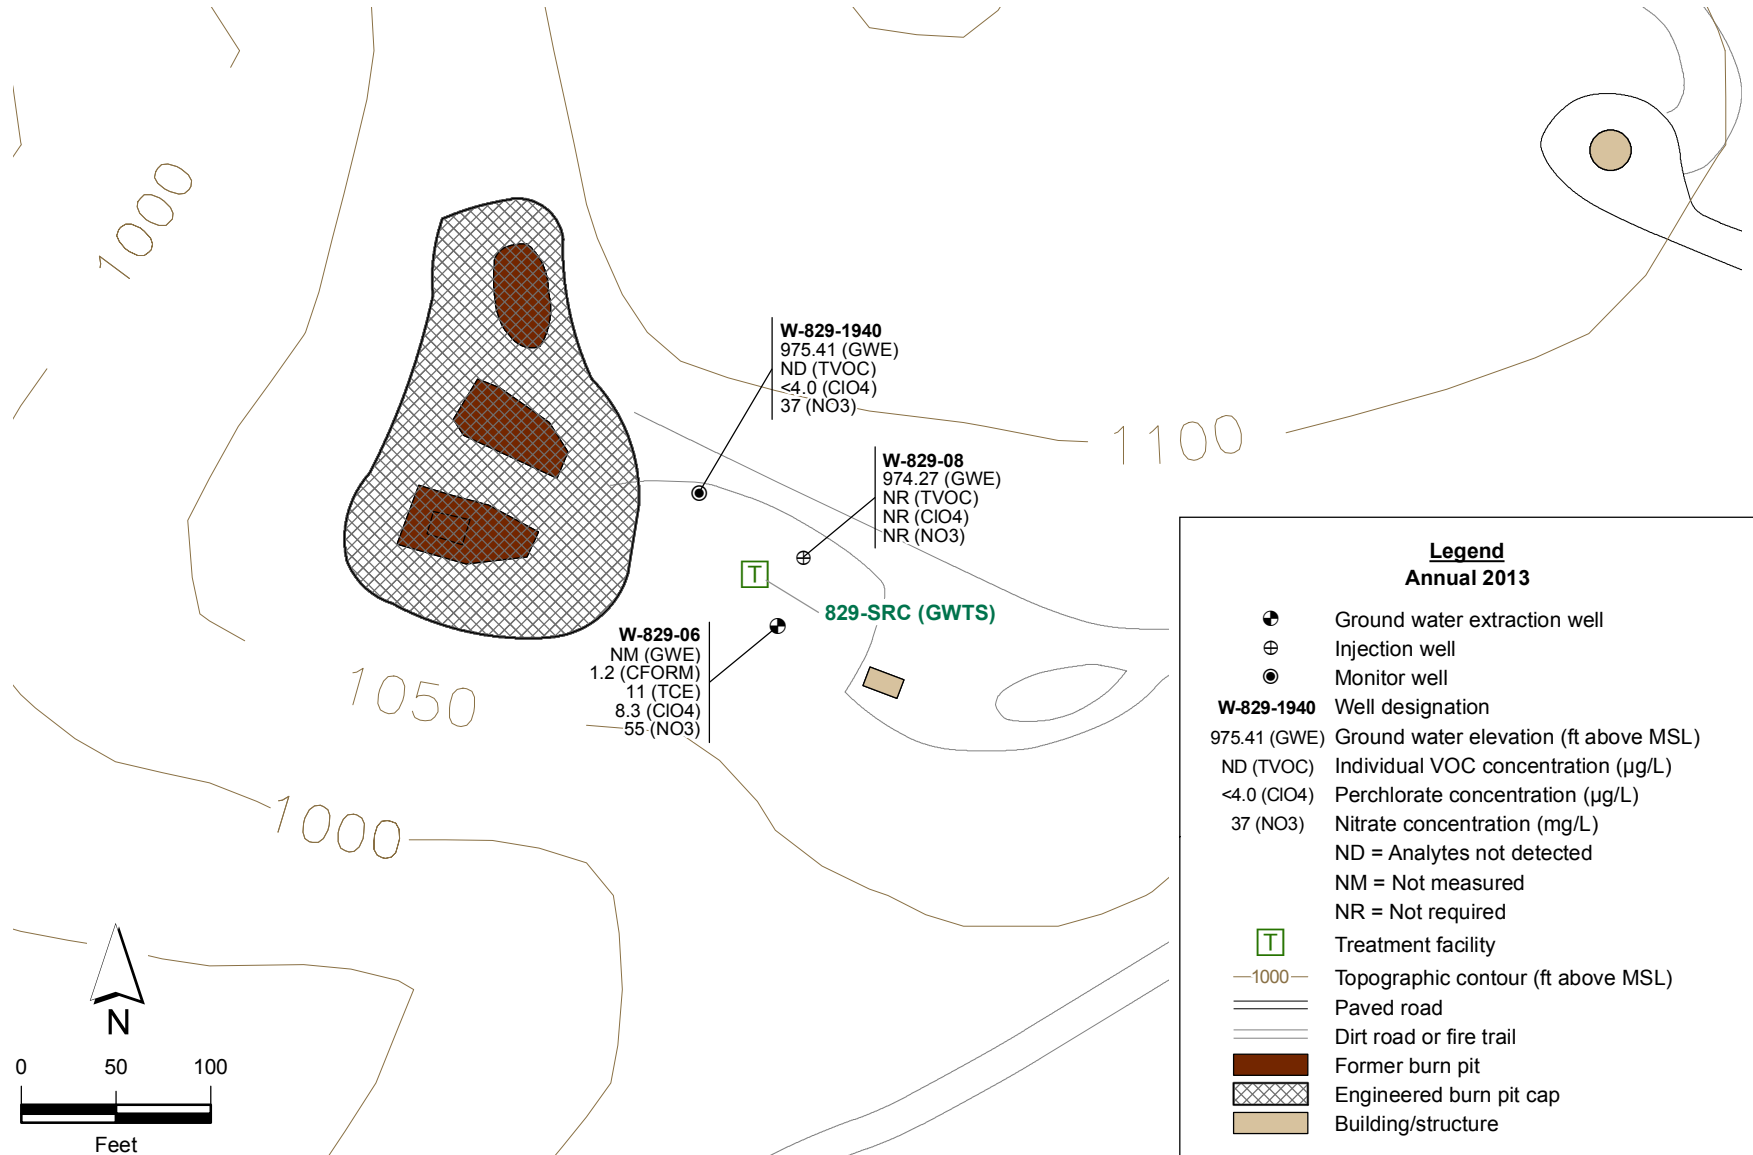 1000
W-829-1940
975.41 (GWE)
ND (TVOC)
<4.0 (ClO4)
37 (NO3)
1100
W-829-08
974.27 (GWE)
NR (TVOC)
NR (ClO4)
NR (NO3)
T
829-SRC (GWTS)
W-829-06
NM (GWE)
1.2 (CFORM)
11 (TCE)
8.3 (ClO4)
55 (NO3)
1050
1000
N
0 50 100
Feet
Legend
Annual 2013
Ground water extraction well
Injection well
Monitor well
W-829-1940 Well designation
975.41 (GWE) Ground water elevation (ft above MSL)
ND (TVOC) Individual VOC concentration (µg/L)
<4.0 (ClO4) Perchlorate concentration (µg/L)
37 (NO3) Nitrate concentration (mg/L)
ND = Analytes not detected
NM = Not measured
NR = Not required
T Treatment facility
1000 Topographic contour (ft above MSL)
Paved road
Dirt road or fire trail
Former burn pit
Engineered burn pit cap
Building/structure